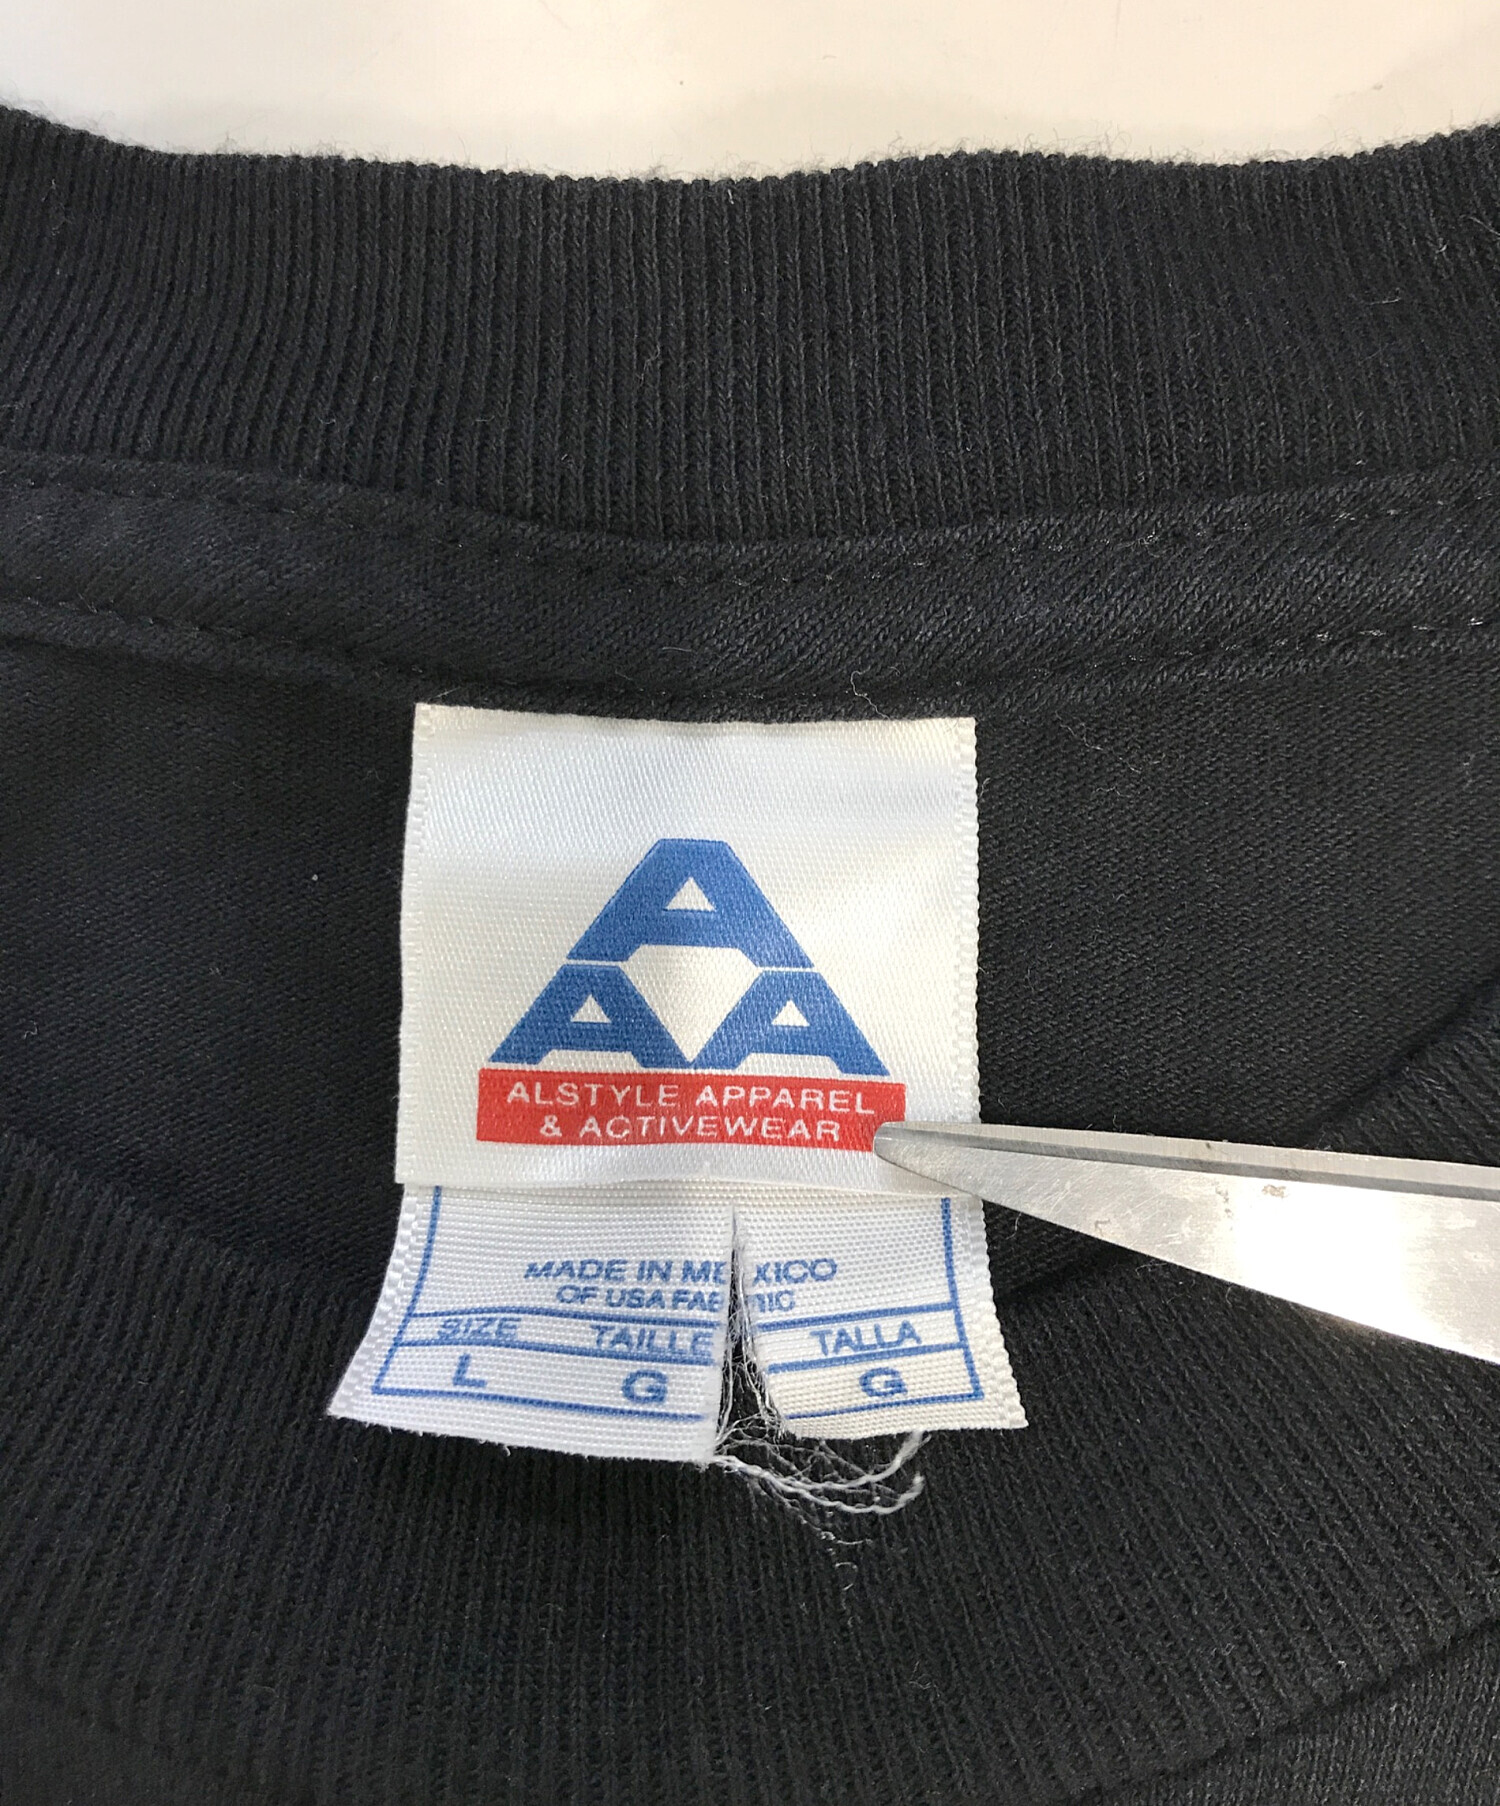 A
A A
ALSTYLE APPAREL
& ACTIVEWEAR
MADE IN MEXICO
OF USA FABRIC
SIZE TAILLE TALLA
L G G